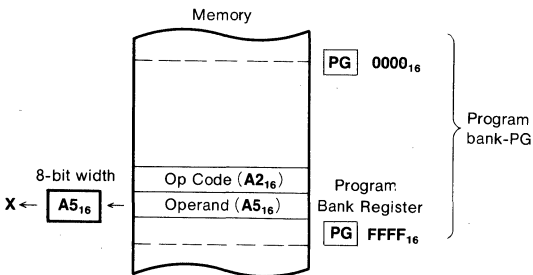 Memory
PG 0000₁₆
Program
bank-PG
8-bit width
Op Code (A2₁₆)
Program
X ← A5₁₆ ← Operand (A5₁₆)
Bank Register
PG FFFF₁₆